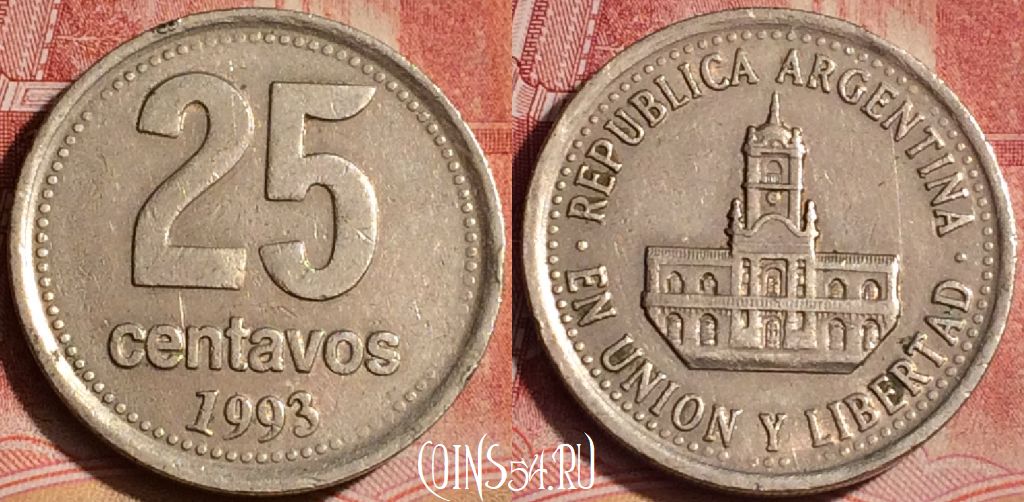 25
centavos
1993
REPUBLICA ARGENTINA
EN UNION Y LIBERTAD
COINS54.RU